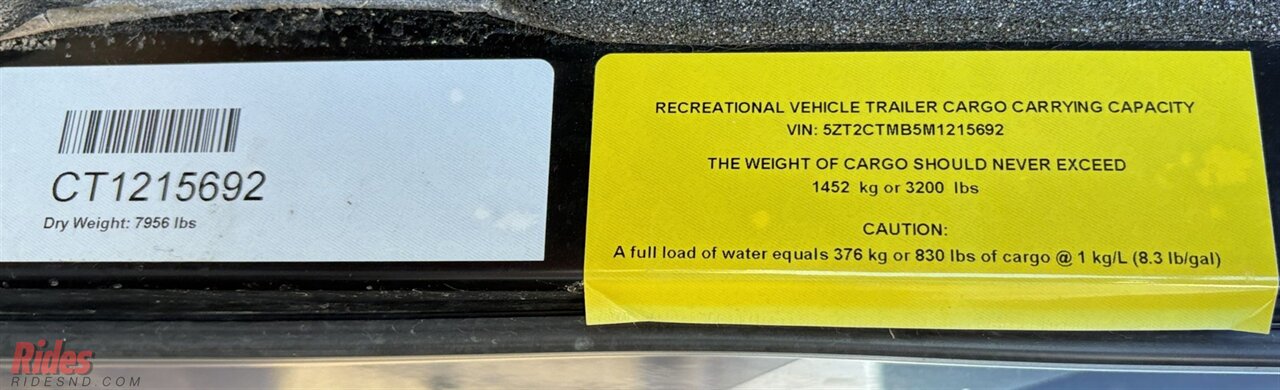 CT1215692
Dry Weight: 7956 lbs
RECREATIONAL VEHICLE TRAILER CARGO CARRYING CAPACITY
VIN: 5ZT2CTMB5M1215692
THE WEIGHT OF CARGO SHOULD NEVER EXCEED
1452 kg or 3200 lbs
CAUTION:
A full load of water equals 376 kg or 830 lbs of cargo @ 1 kg/L (8.3 lb/gal)
Rides
RIDESND.COM